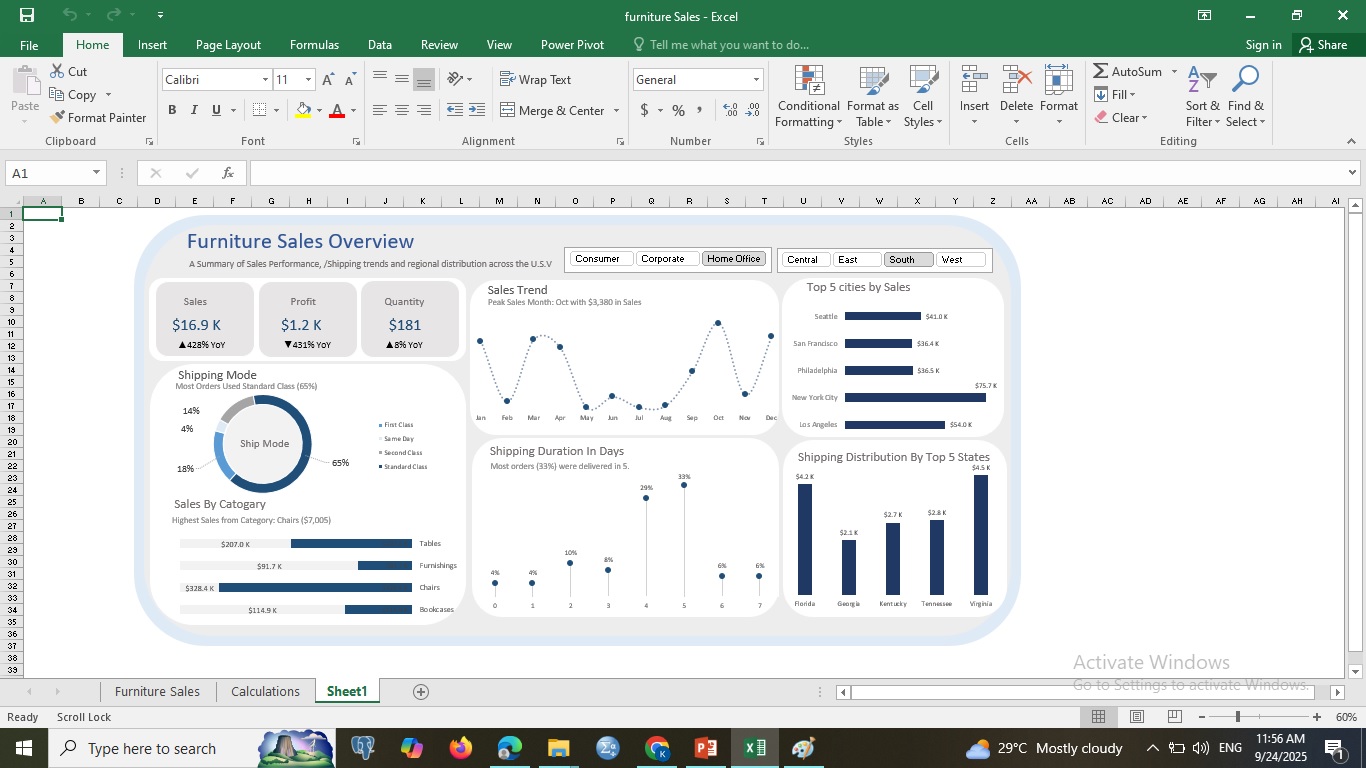 furniture Sales - Excel
File Home Insert Page Layout Formulas Data Review View Power Pivot Tell me what you want to do... Sign in Share
Paste
Cut
Copy
Format Painter
Clipboard
Calibri 11
B I U
Font
Wrap Text
Merge & Center
Alignment
General
$ % ,
Number
Conditional Formatting
Format as Table
Cell Styles
Styles
Insert Delete Format
Cells
AutoSum
Fill
Clear
Sort & Filter
Find & Select
Editing
A1
fx
A B C D E F G H I J K L M N O P Q R S T U V W X Y Z AA AB AC AD AE AF AG AH AI
1
2
3
4
5
6
7
8
9
10
11
12
13
14
15
16
17
18
19
20
21
22
23
24
25
26
27
28
29
30
31
32
33
34
35
36
37
38
39
Furniture Sales Overview
A Summary of Sales Performance, /Shipping trends and regional distribution across the U.S.V
Consumer Corporate Home Office
Central East South West
Sales
$16.9 K
▲428% YoY
Profit
$1.2 K
▼431% YoY
Quantity
$181
▲8% YoY
Shipping Mode
Most Orders Used Standard Class (65%)
14%
4%
18%
65%
Ship Mode
First Class
Same Day
Second Class
Standard Class
Sales By Catogary
Highest Sales from Category: Chairs ($7,005)
$207.0 K Tables
$91.7 K Furnishings
$328.4 K Chairs
$114.9 K Bookcases
Sales Trend
Peak Sales Month: Oct with $3,380 in Sales
Jan Feb Mar Apr May Jun Jul Aug Sep Oct Nov Dec
Shipping Duration In Days
Most orders (33%) were delivered in 5.
4% 4% 10% 8% 29% 33% 6% 6%
0 1 2 3 4 5 6 7
Top 5 cities by Sales
Seattle $41.0 K
San Francisco $36.4 K
Philadelphia $36.5 K
New York City $75.7 K
Los Angeles $54.0 K
Shipping Distribution By Top 5 States
$4.2 K $2.1 K $2.7 K $2.8 K $4.5 K
Florida Georgia Kentucky Tennessee Virginia
Activate Windows
Go to Settings to activate Windows.
Furniture Sales Calculations Sheet1
Ready Scroll Lock
60%
Type here to search
29°C Mostly cloudy
ENG
11:56 AM
9/24/2025
1